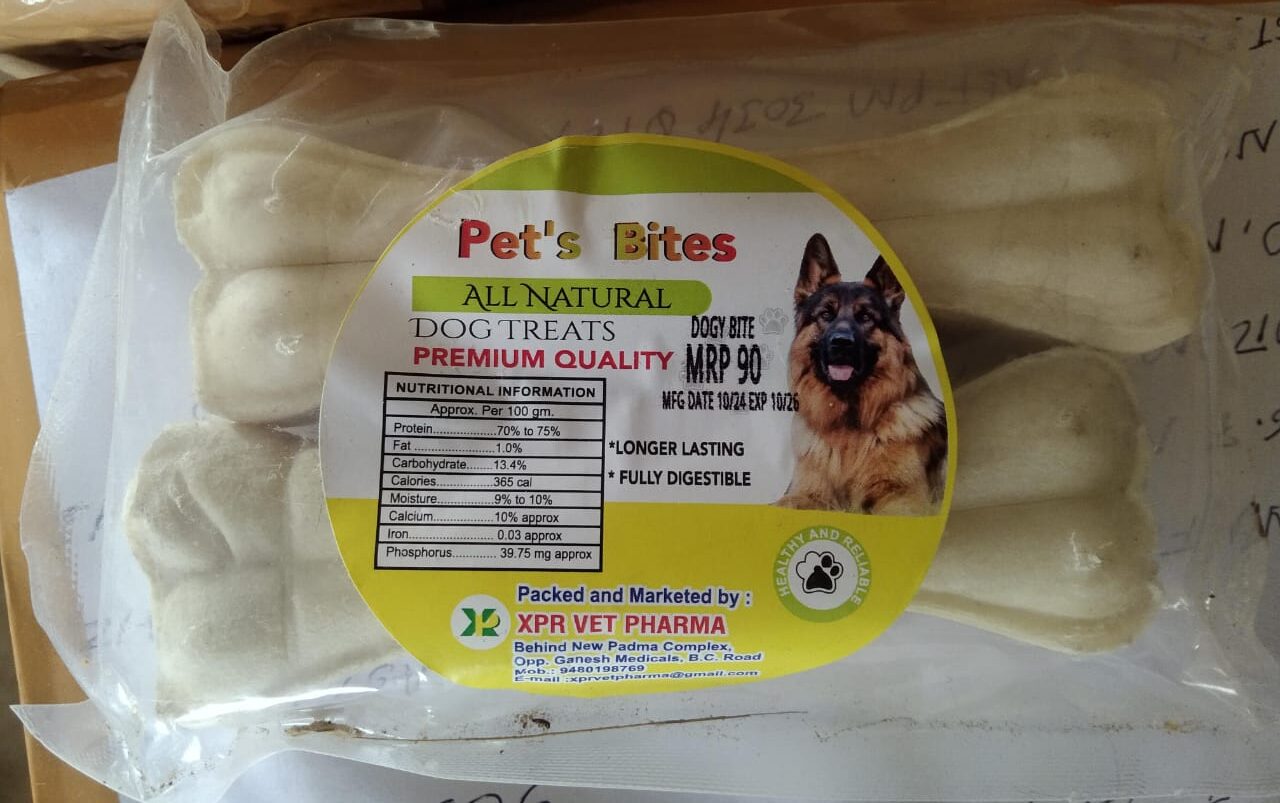 Pet's Bites
ALL NATURAL
DOG TREATS
PREMIUM QUALITY
DOGY BITE
MRP 90
MFG DATE 10/24 EXP 10/26
NUTRITIONAL INFORMATION
Approx. Per 100 gm.
Protein....................70% to 75%
Fat .........................1.0%
Carbohydrate........13.4%
Calories..................365 cal
Moisture.................9% to 10%
Calcium...................10% approx
Iron......................... 0.03 approx
Phosphorus............ 39.75 mg approx
*LONGER LASTING
* FULLY DIGESTIBLE
HEALTHY AND RELIABLE
Packed and Marketed by :
XPR
XPR VET PHARMA
Behind New Padma Complex,
Opp. Ganesh Medicals, B.C. Road
Mob.: 9480198769
E-mail :xprvetpharma@gmail.com